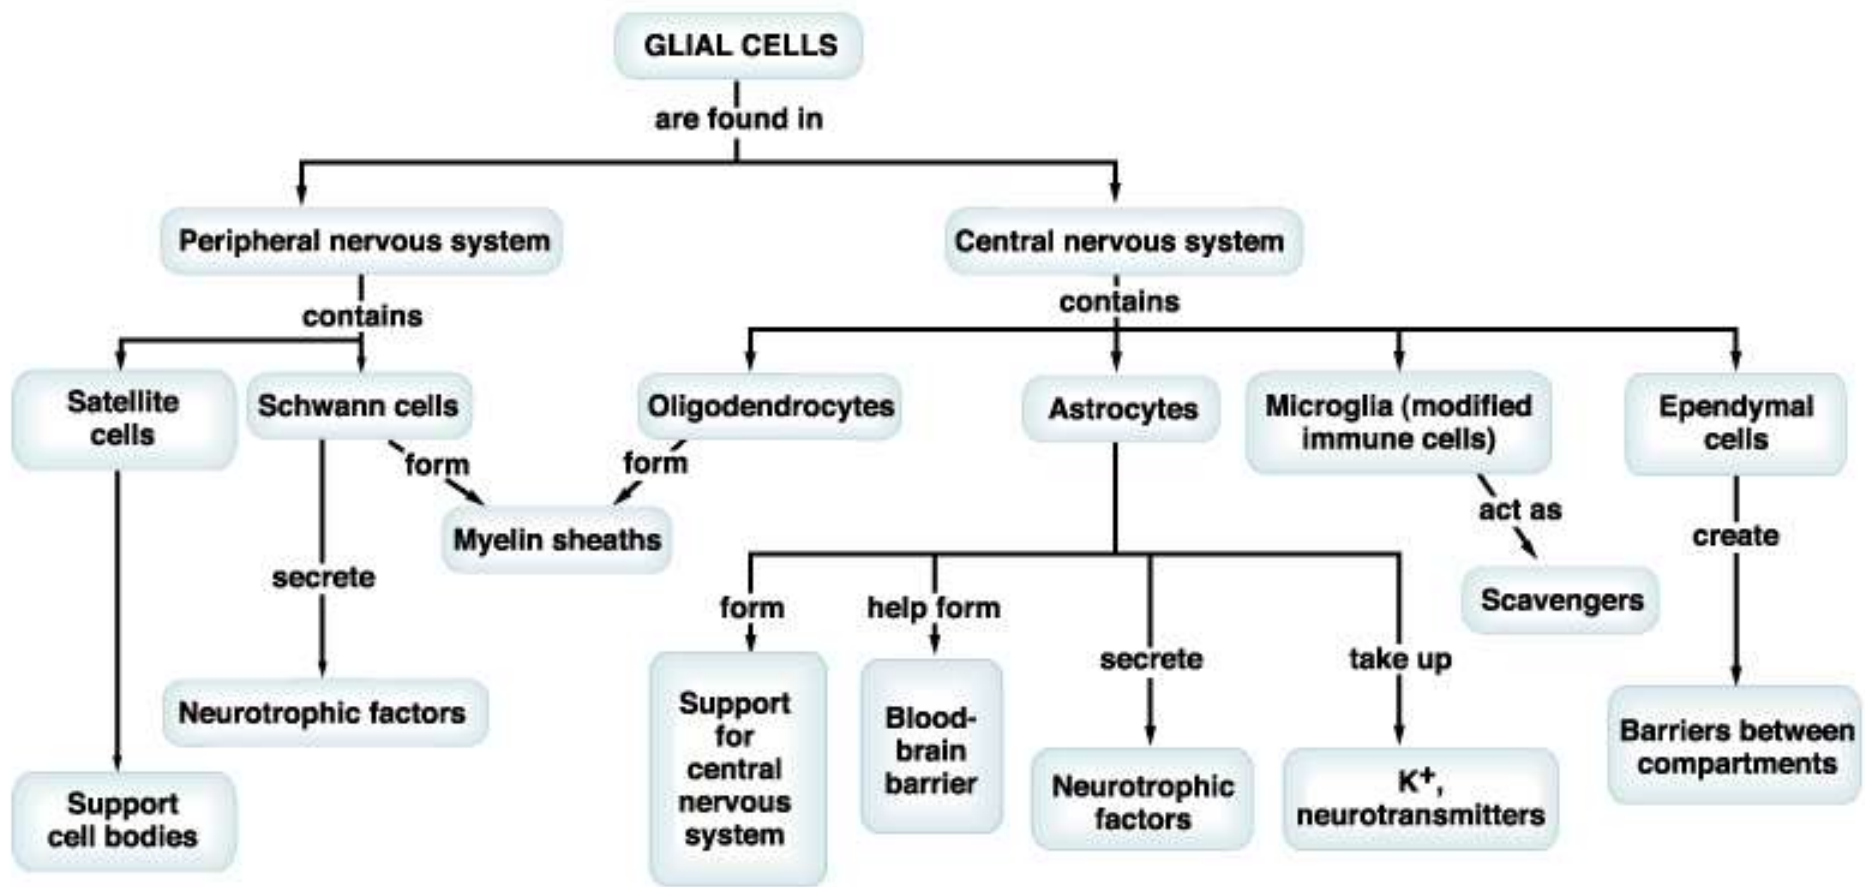 GLIAL CELLS
are found in
Peripheral nervous system
Central nervous system
contains
contains
Satellite
cells
Schwann cells
Oligodendrocytes
Astrocytes
Microglia (modified
immune cells)
Ependymal
cells
form
form
act as
create
Myelin sheaths
secrete
form
help form
Scavengers
secrete
take up
Neurotrophic factors
Support
for
central
nervous
system
Blood-
brain
barrier
Neurotrophic
factors
K⁺,
neurotransmitters
Barriers between
compartments
Support
cell bodies